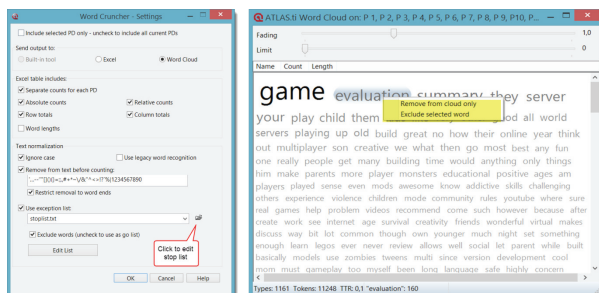 Word Cruncher - Settings
Include selected PD only - uncheck to include all current PDs
Send output to:
Built-in tool Excel Word Cloud
Excel table includes:
Separate counts for each PD
Absolute counts Relative counts
Row totals Column totals
Word lengths
Text normalization
Ignore case Use legacy word recognition
Remove from text before counting:
Restrict removal to word ends
Use exception list:
stoplist.txt
Exclude words (uncheck to use as go list)
Edit List
Click to edit
stop list
OK Cancel Help
ATLAS.ti Word Cloud on: P 1, P 2, P 3, P 4, P 5, P 6, P 7, P 8, P 9, P10, P...
Fading 1,0
Limit 0
Name Count Length
game evaluation summary they server
Remove from cloud only
Exclude selected word
your play child them good all world
servers playing up old build great no how their online year think
out multiplayer son creative we what then go most best any fun
one really people get many building time would anything only things
him make parents more player monsters educational positive ages am
players played sense even mods awesome know addictive skills challenging
others experience violence children mode community rules youtube where sure
real games help problem videos recommend come such however because after
create work see internet age survival creativity friends wonderful virtual makes
discuss way bit lot common though own younger much night set something
enough learn legos ever never review allows well social let parent while built
basically models use zombies tweens multi since version development cool
mom must gameplay too myself been long language safe highly concern
Types: 1161 Tokens: 11248 TTR: 0,1 "evaluation": 160